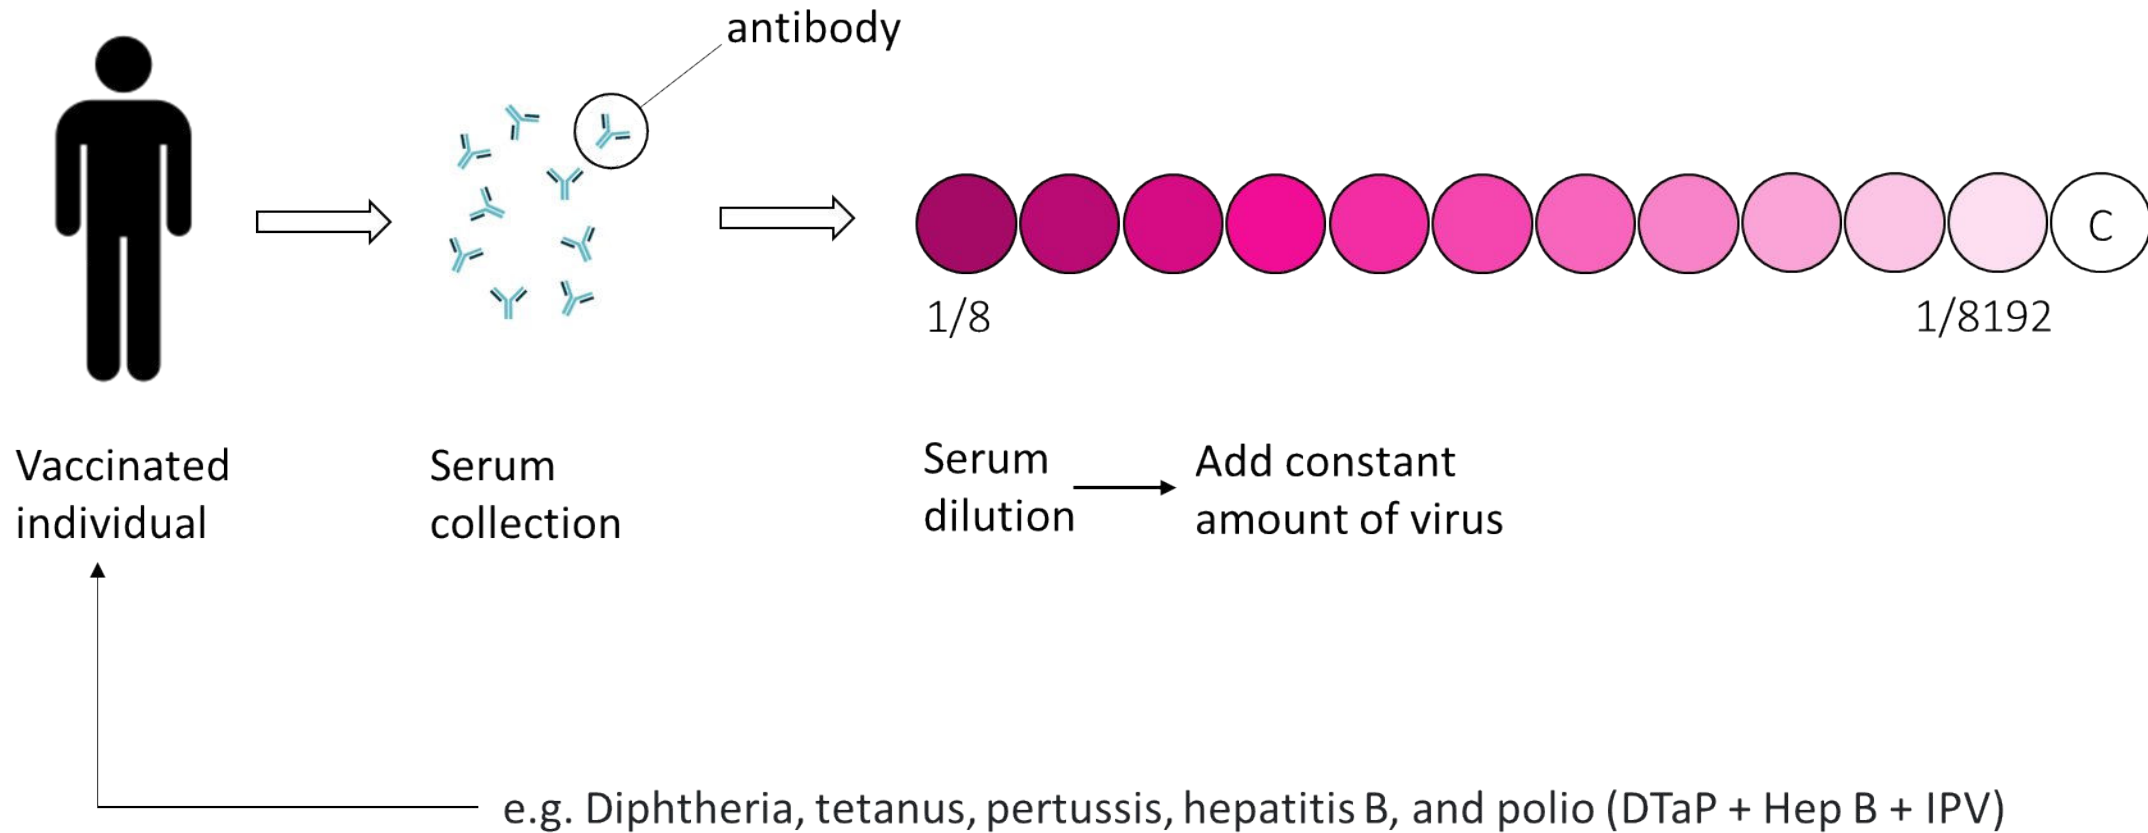 antibody
C
1/8
1/8192
Vaccinated
individual
Serum
collection
Serum
dilution
Add constant
amount of virus
e.g. Diphtheria, tetanus, pertussis, hepatitis B, and polio (DTaP + Hep B + IPV)